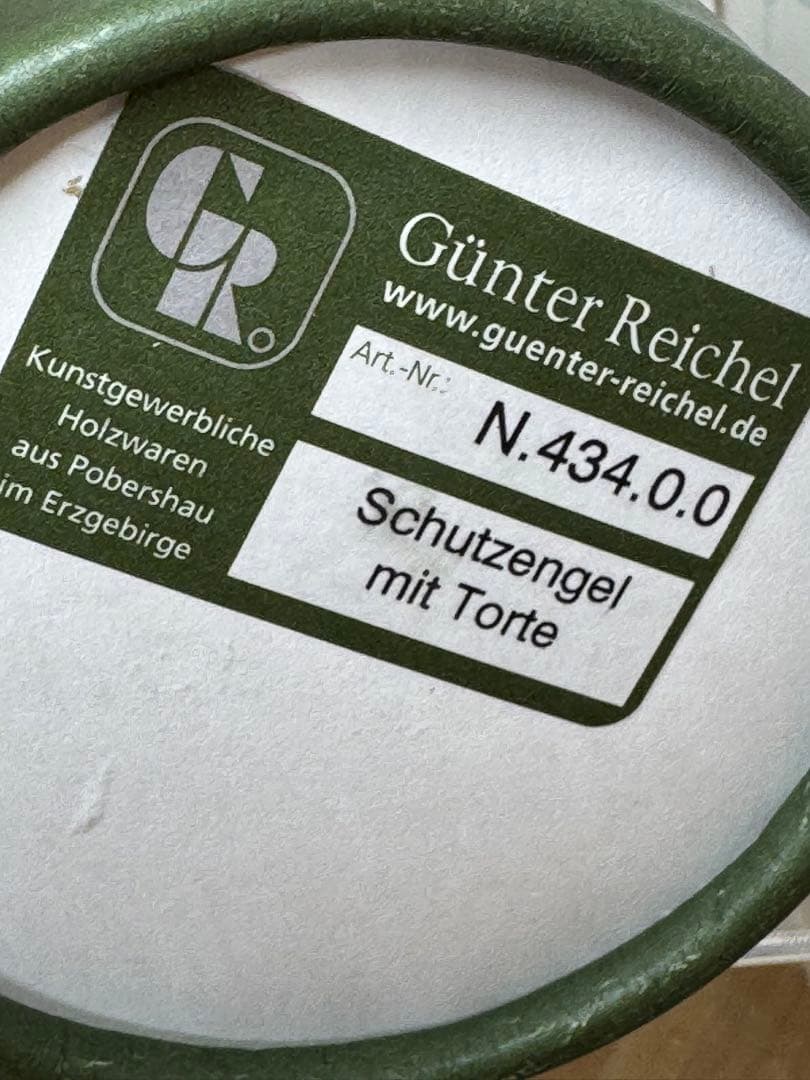 GR
Günter Reichel
www.guenter-reichel.de
Kunstgewerbliche
Holzwaren
aus Pobershau
im Erzgebirge
Art.-Nr.:
N.434.0.0
Schutzengel
mit Torte